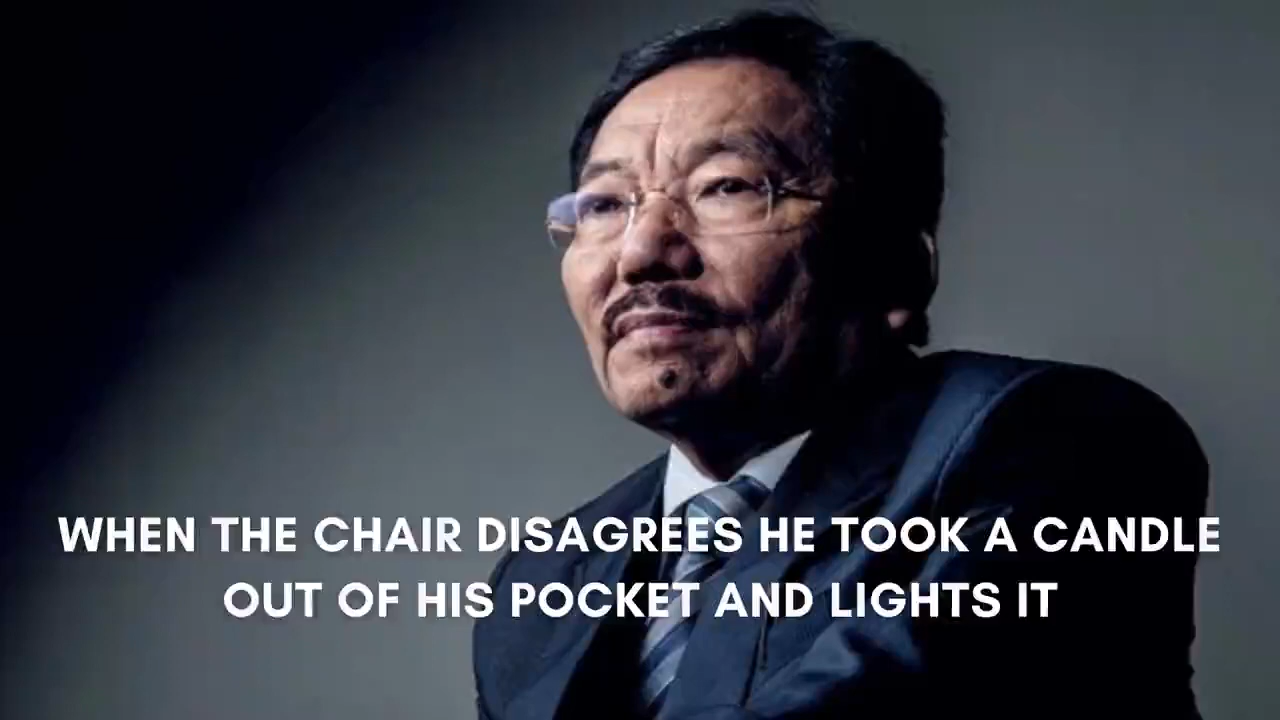 WHEN THE CHAIR DISAGREES HE TOOK A CANDLE
OUT OF HIS POCKET AND LIGHTS IT